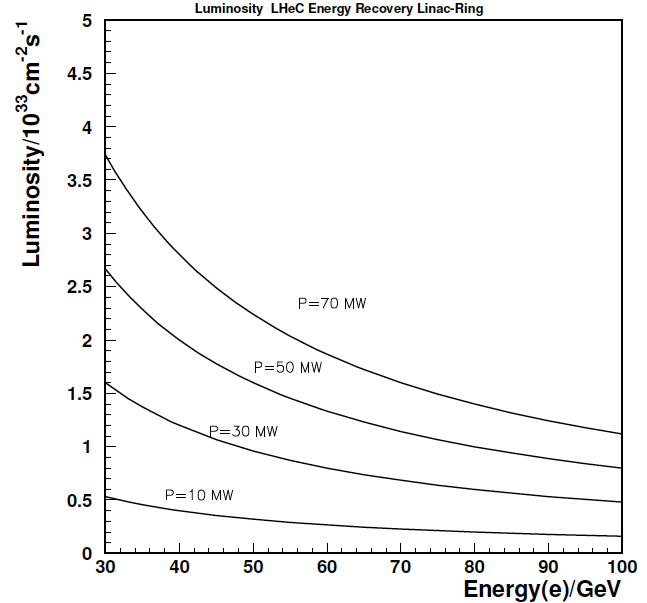 Luminosity LHeC Energy Recovery Linac-Ring
Luminosity/10^33cm^-2s^-1
5
4.5
4
3.5
3
2.5
2
1.5
1
0.5
0
P=70 MW
P=50 MW
P=30 MW
P=10 MW
30 40 50 60 70 80 90 100
Energy(e)/GeV